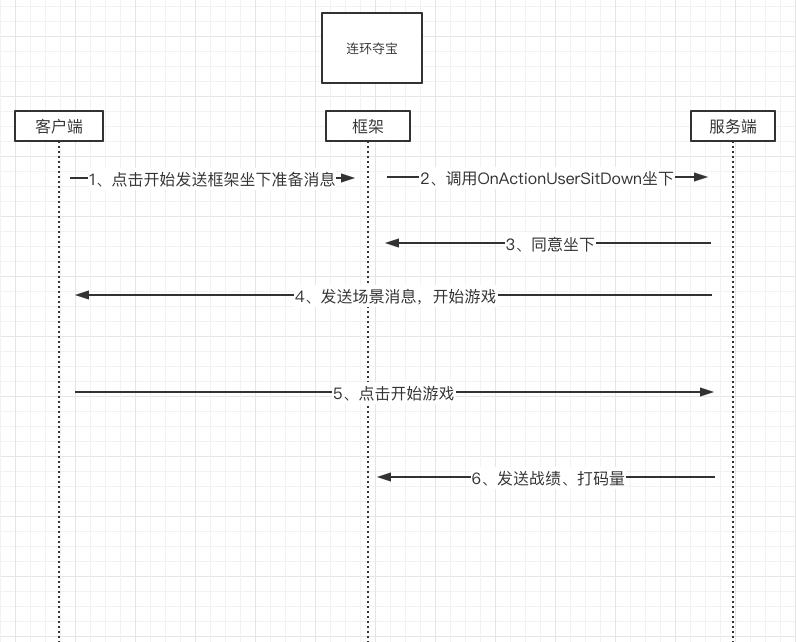 连环夺宝
客户端
框架
服务端
1、点击开始发送框架坐下准备消息
2、调用OnActionUserSitDown坐下
3、同意坐下
4、发送场景消息，开始游戏
5、点击开始游戏
6、发送战绩、打码量